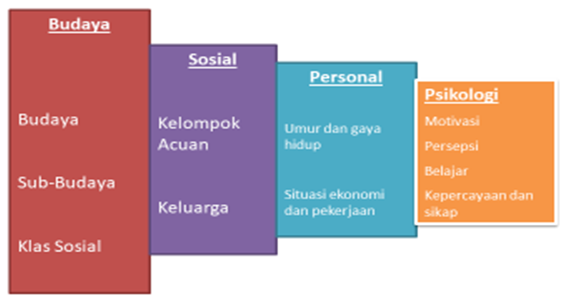 Budaya
Budaya
Sub-Budaya
Klas Sosial
Sosial
Kelompok
Acuan
Keluarga
Personal
Umur dan gaya
hidup
Situasi ekonomi
dan pekerjaan
Psikologi
Motivasi
Persepsi
Belajar
Kepercayaan dan
sikap